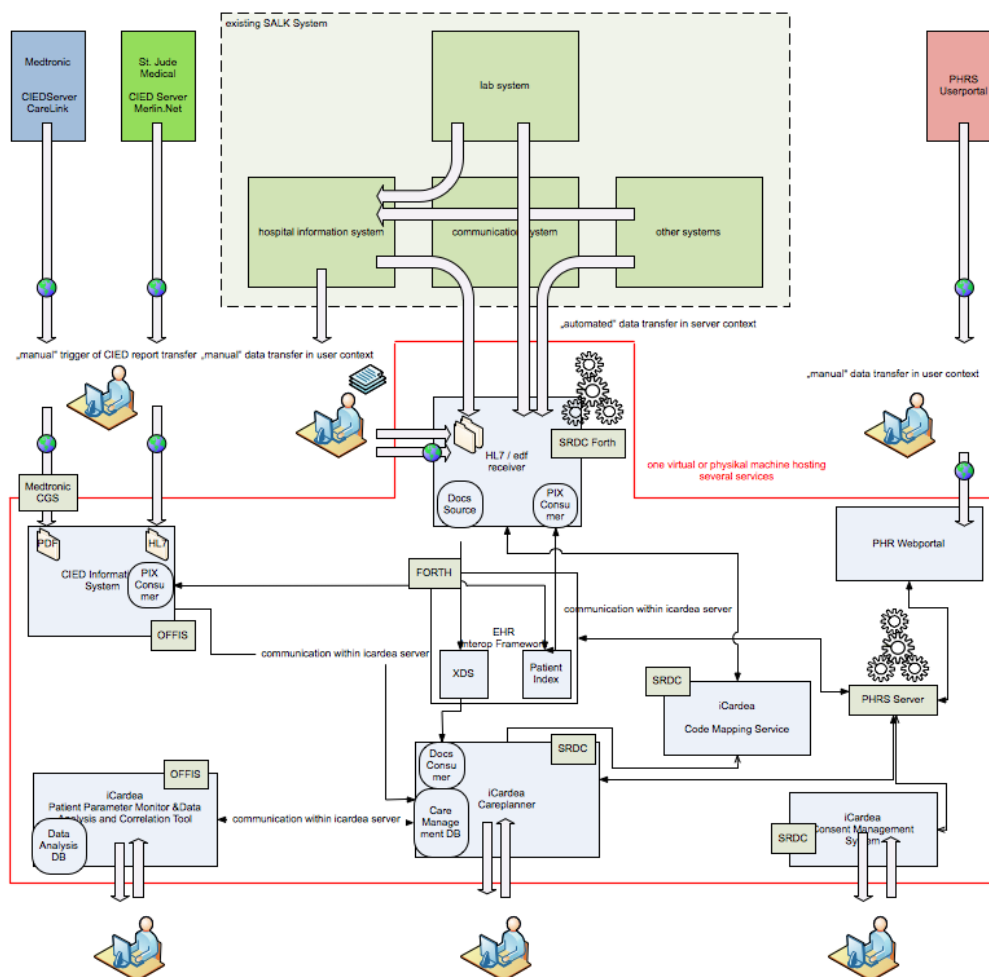 existing SALK System
Medtronic
CIEDServer
CareLink
St. Jude
Medical
CIED Server
Merlin.Net
lab system
PHRS
Userportal
hospital information system
communication system
other systems
„automated" data transfer in server context
„manual" trigger of CIED report transfer
„manual" data transfer in user context
„manual" data transfer in user context
HL7 / edf
receiver
SRDC Forth
one virtual or physikal machine hosting
several services
Medtronic
CGS
Docs
Source
PIX
Consu
mer
PDF
HL7
CIED Information
System
PIX
Consu
mer
OFFIS
PHR Webportal
FORTH
communication within icardea server
EHR
Interop Framework
communication within icardea server
XDS
Patient
Index
SRDC
iCardea
Code Mapping Service
PHRS Server
OFFIS
iCardea
Patient Parameter Monitor &Data
Analysis and Correlation Tool
Data
Analysis
DB
communication within icardea server
Docs
Consu
mer
SRDC
iCardea
Careplanner
Care
Manage
ment DB
iCardea
Consent Management
System
SRDC